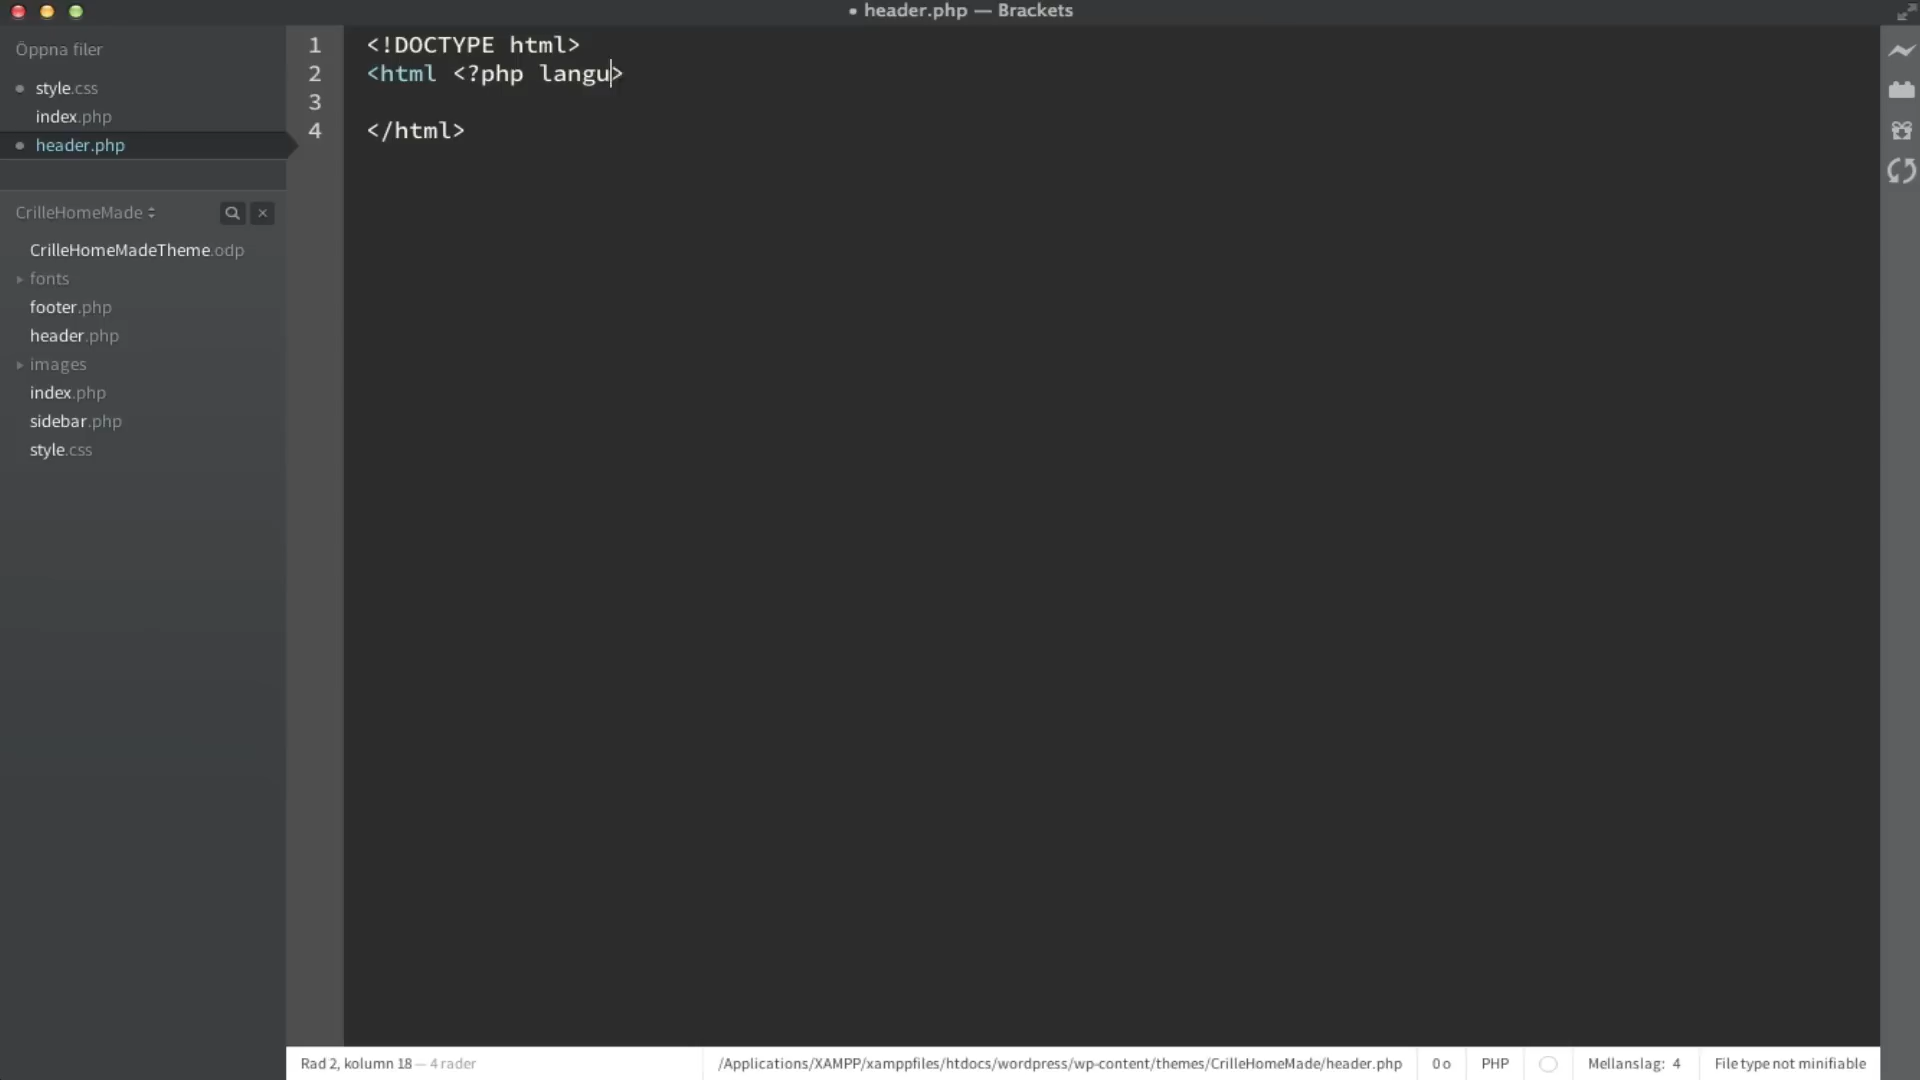 • header.php — Brackets
Öppna filer
style.css
index.php
header.php
CrilleHomeMade
CrilleHomeMadeTheme.odp
fonts
footer.php
header.php
images
index.php
sidebar.php
style.css
1 <!DOCTYPE html>
2 <html <?php langu>
3
4 </html>
Rad 2, kolumn 18 — 4 rader
/Applications/XAMPP/xamppfiles/htdocs/wordpress/wp-content/themes/CrilleHomeMade/header.php
0 o
PHP
Mellanslag: 4
File type not minifiable